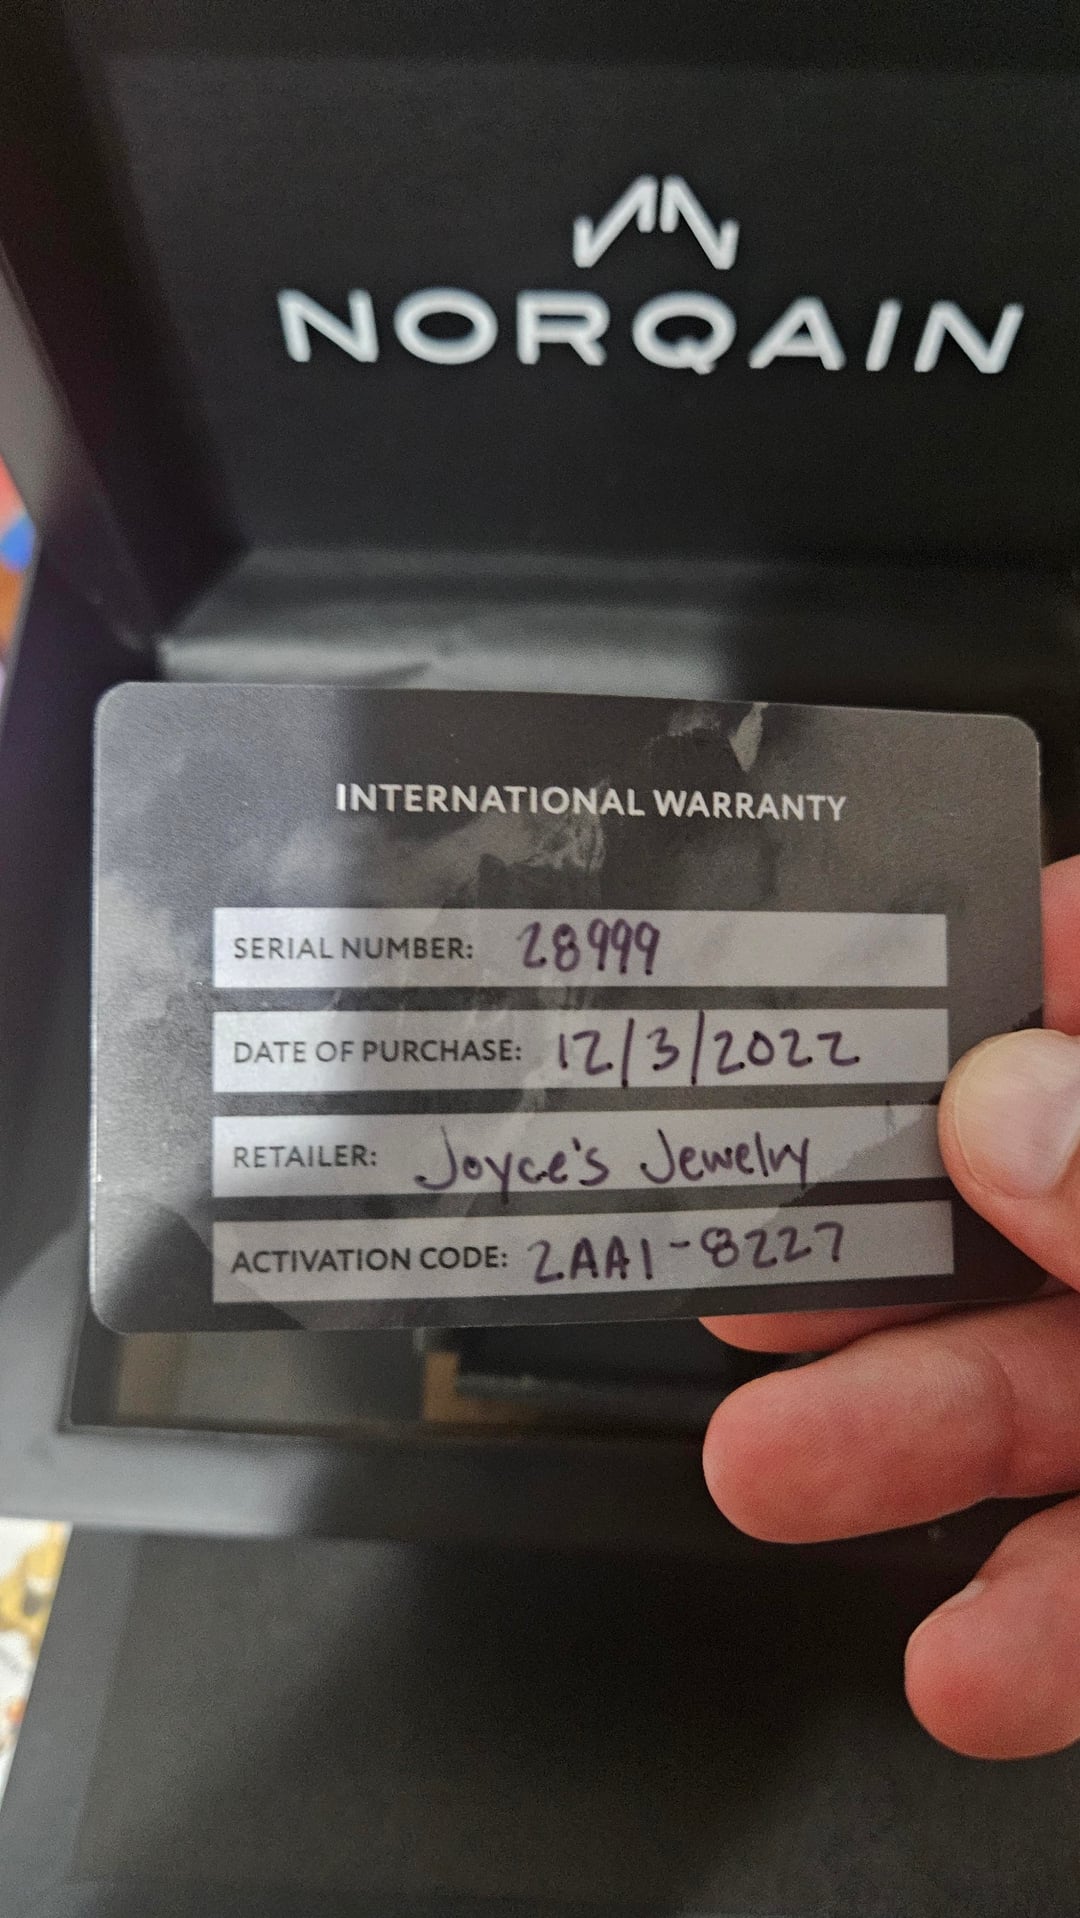 NORQAIN
INTERNATIONAL WARRANTY
SERIAL NUMBER: 28999
DATE OF PURCHASE: 12/3/2022
RETAILER: Joyce's Jewelry
ACTIVATION CODE: 2AA1-8227